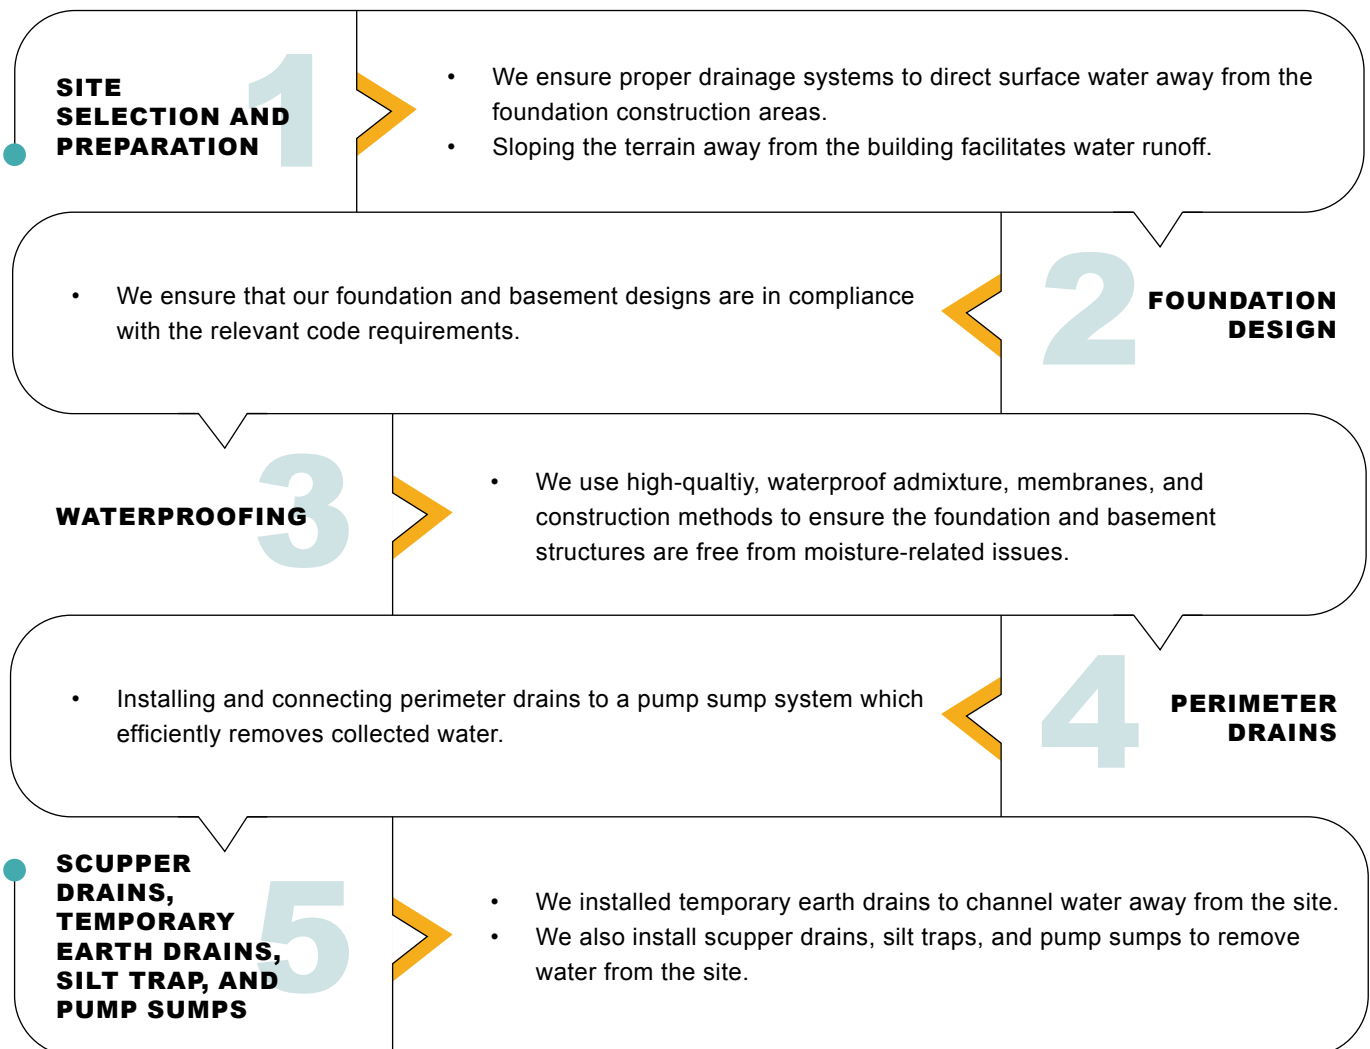 1
SITE
SELECTION AND
PREPARATION
• We ensure proper drainage systems to direct surface water away from the
foundation construction areas.
• Sloping the terrain away from the building facilitates water runoff.
2
FOUNDATION
DESIGN
• We ensure that our foundation and basement designs are in compliance
with the relevant code requirements.
3
WATERPROOFING
• We use high-qualtiy, waterproof admixture, membranes, and
construction methods to ensure the foundation and basement
structures are free from moisture-related issues.
4
PERIMETER
DRAINS
• Installing and connecting perimeter drains to a pump sump system which
efficiently removes collected water.
5
SCUPPER
DRAINS,
TEMPORARY
EARTH DRAINS,
SILT TRAP, AND
PUMP SUMPS
• We installed temporary earth drains to channel water away from the site.
• We also install scupper drains, silt traps, and pump sumps to remove
water from the site.